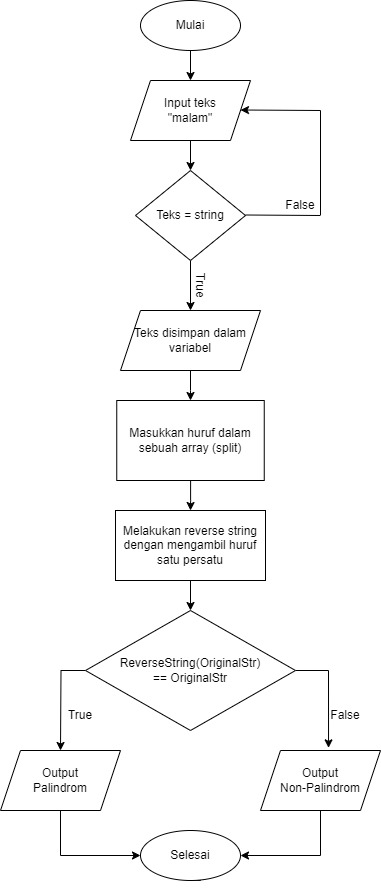 Mulai
Input teks
"malam"
Teks = string
False
True
Teks disimpan dalam
variabel
Masukkan huruf dalam
sebuah array (split)
Melakukan reverse string
dengan mengambil huruf
satu persatu
ReverseString(OriginalStr)
== OriginalStr
True
False
Output
Palindrom
Output
Non-Palindrom
Selesai